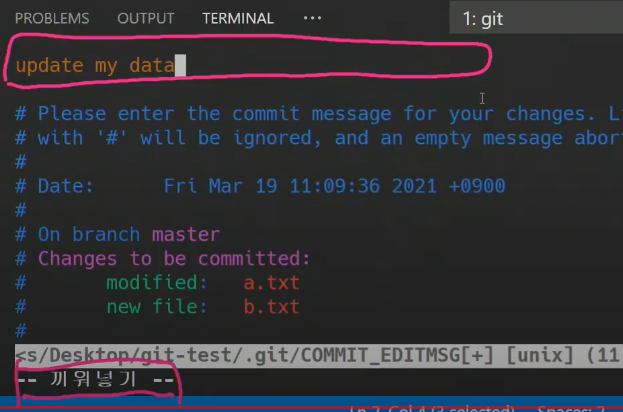 PROBLEMS OUTPUT TERMINAL ... 1: git
update my data
# Please enter the commit message for your changes.
# with '#' will be ignored, and an empty message
#
# Date:      Fri Mar 19 11:09:36 2021 +0900
#
# On branch master
# Changes to be committed:
#       modified:   a.txt
#       new file:   b.txt
#
<s/Desktop/git-test/.git/COMMIT_EDITMSG[+] [unix] (11
-- 끼워넣기 --